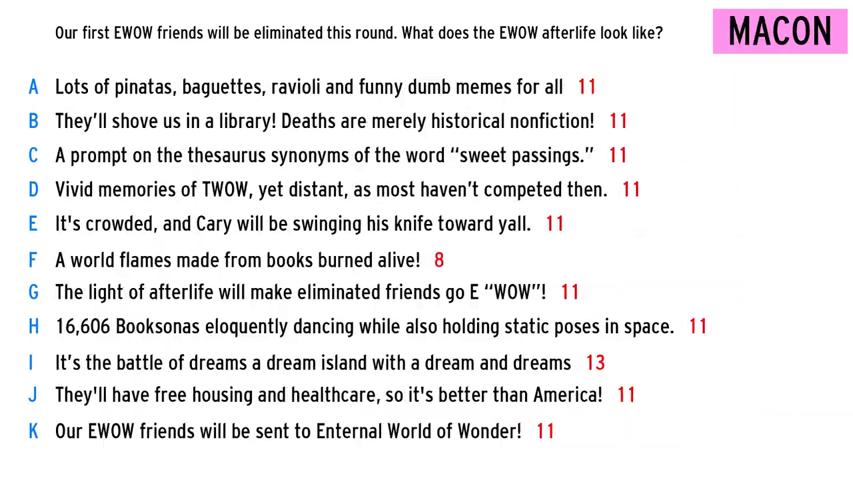 Our first EWOW friends will be eliminated this round. What does the EWOW afterlife look like?
MACON
A Lots of pinatas, baguettes, ravioli and funny dumb memes for all 11
B They'll shove us in a library! Deaths are merely historical nonfiction! 11
C A prompt on the thesaurus synonyms of the word “sweet passings.” 11
D Vivid memories of TWOW, yet distant, as most haven't competed then. 11
E It's crowded, and Cary will be swinging his knife toward yall. 11
F A world flames made from books burned alive! 8
G The light of afterlife will make eliminated friends go E “WOW”! 11
H 16,606 Booksonas eloquently dancing while also holding static poses in space. 11
I It’s the battle of dreams a dream island with a dream and dreams 13
J They'll have free housing and healthcare, so it's better than America! 11
K Our EWOW friends will be sent to Enternal World of Wonder! 11